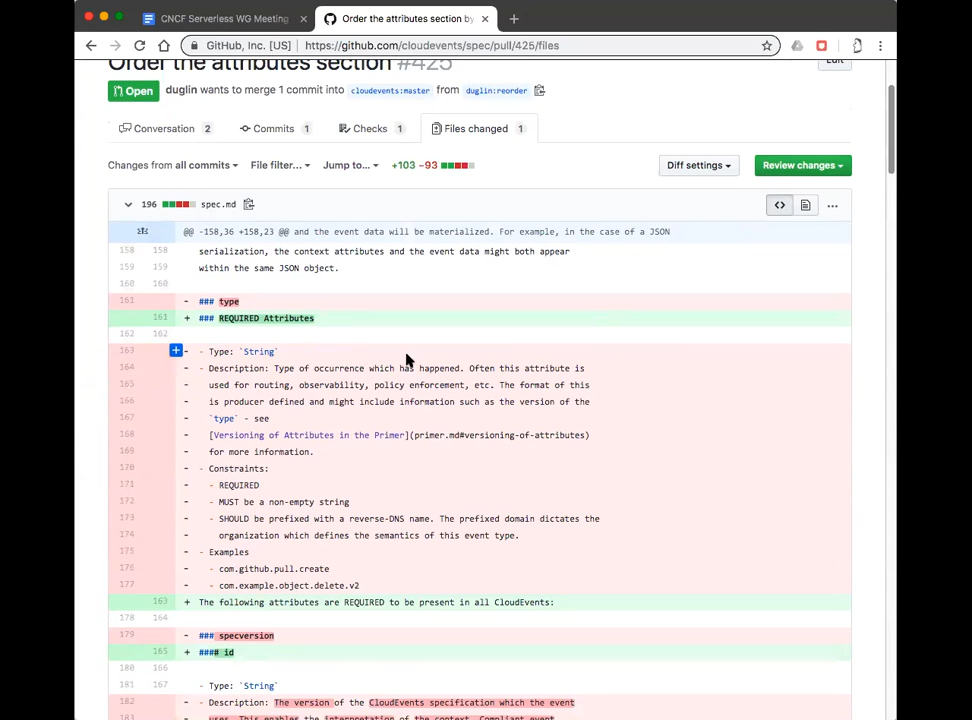 CNCF Serverless WG Meeting
Order the attributes section by
GitHub, Inc. [US] | https://github.com/cloudevents/spec/pull/425/files
Order the attributes section #425
Edit
Open
duglin wants to merge 1 commit into cloudevents:master from duglin:reorder
Conversation 2
Commits 1
Checks 1
Files changed 1
Changes from all commits
File filter...
Jump to...
+103 −93
Diff settings
Review changes
196
spec.md
@@ -158,36 +158,23 @@ and the event data will be materialized. For example, in the case of a JSON
158 158 serialization, the context attributes and the event data might both appear
159 159 within the same JSON object.
160 160
161 - ### type
161 + ### REQUIRED Attributes
162 162
163 - - Type: `String`
164 - - Description: Type of occurrence which has happened. Often this attribute is
165 - used for routing, observability, policy enforcement, etc. The format of this
166 - is producer defined and might include information such as the version of the
167 - `type` - see
168 - [Versioning of Attributes in the Primer](primer.md#versioning-of-attributes)
169 - for more information.
170 - - Constraints:
171 - - REQUIRED
172 - - MUST be a non-empty string
173 - - SHOULD be prefixed with a reverse-DNS name. The prefixed domain dictates the
174 - organization which defines the semantics of this event type.
175 - - Examples
176 - - com.github.pull.create
177 - - com.example.object.delete.v2
163 + The following attributes are REQUIRED to be present in all CloudEvents:
178 164
179 - ### specversion
165 + #### id
180 166
181 167 - Type: `String`
182 - - Description: The version of the CloudEvents specification which the event
183 - uses. This enables the interpretation of the context. Compliant event